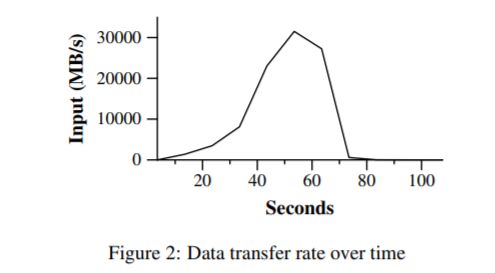 Input (MB/s)
30000
20000
10000
0
20 40 60 80 100
Seconds
Figure 2: Data transfer rate over time